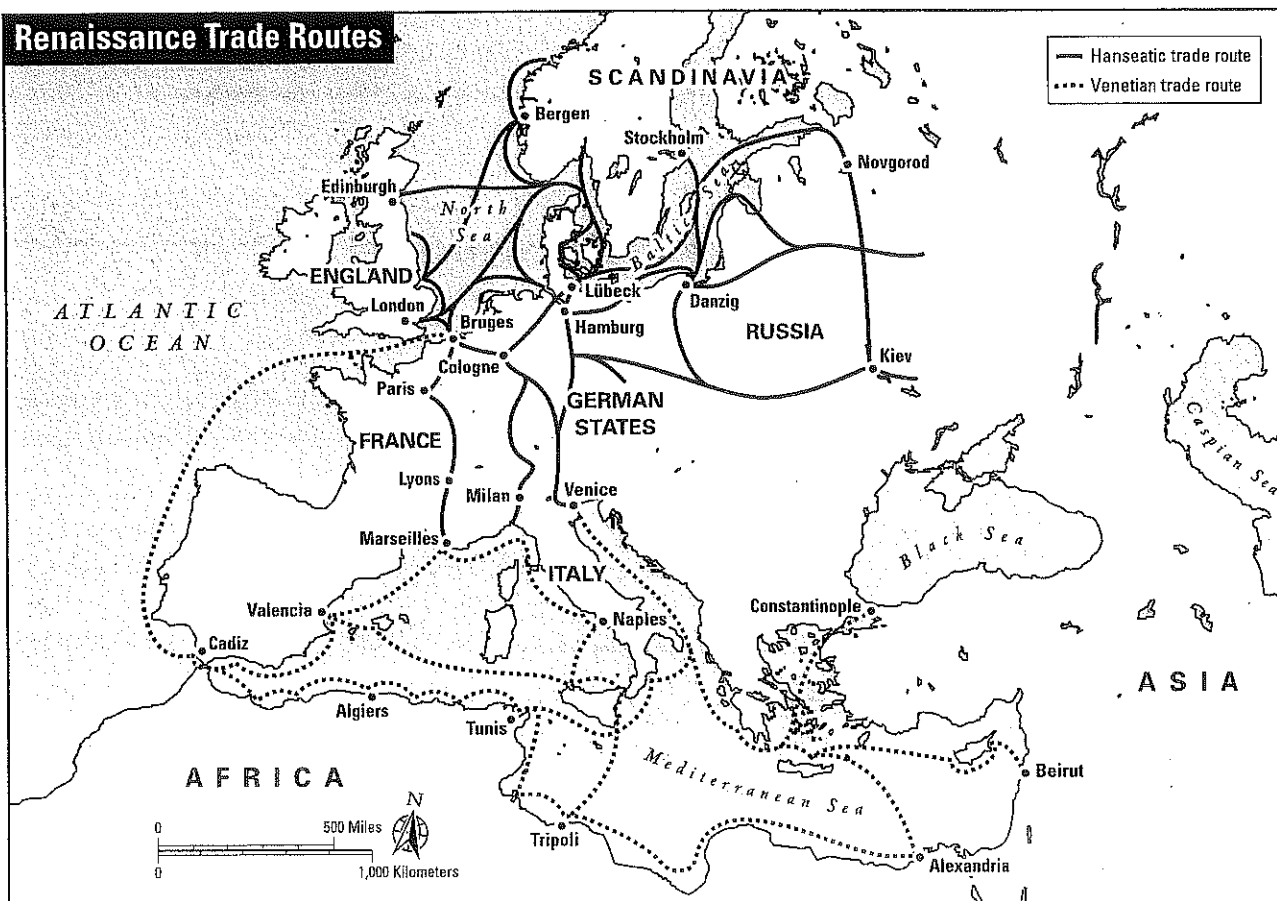 Renaissance Trade Routes
Hanseatic trade route
Venetian trade route
SCANDINAVIA
Bergen
Stockholm
Novgorod
Edinburgh
North
Sea
Baltic Sea
ENGLAND
Lübeck
Danzig
ATLANTIC
OCEAN
London
Bruges
Hamburg
RUSSIA
Cologne
Kiev
Paris
GERMAN
STATES
FRANCE
Caspian Sea
Lyons
Milan
Venice
Black Sea
Marseilles
ITALY
Valencia
Naples
Constantinople
Cadiz
ASIA
Algiers
Tunis
Mediterranean Sea
AFRICA
Beirut
N
0
500 Miles
Tripoli
0
1,000 Kilometers
Alexandria